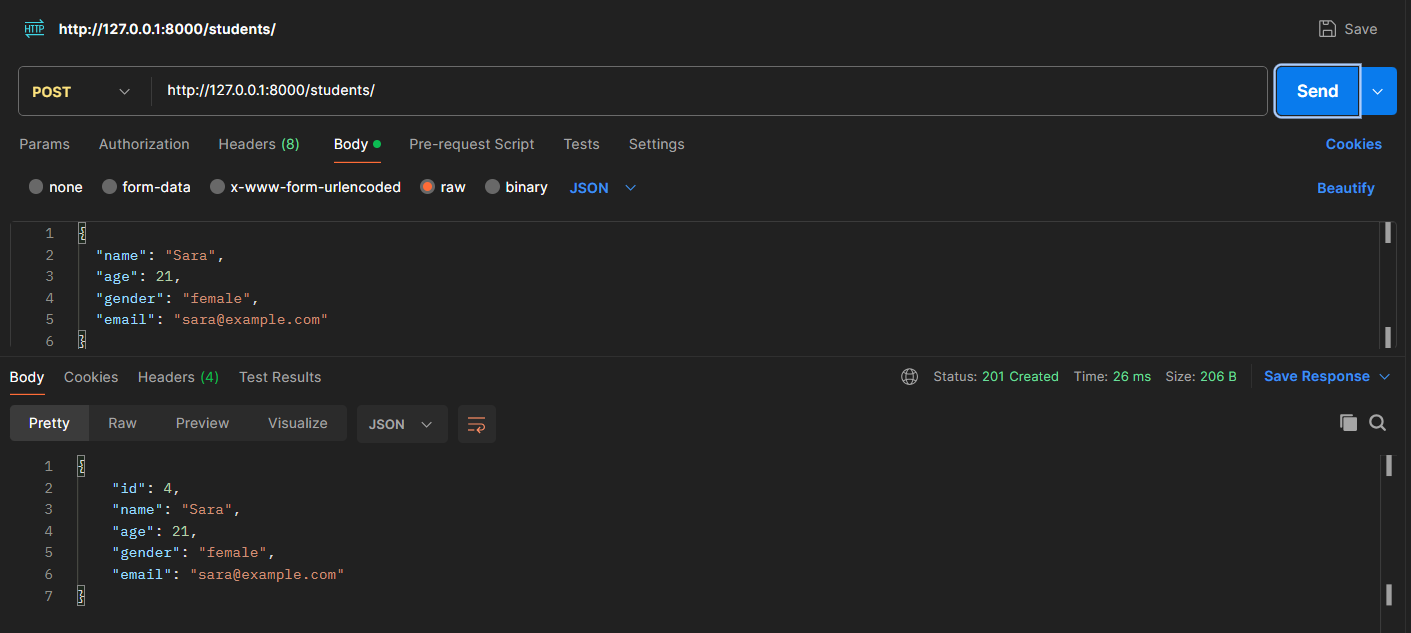 HTTP http://127.0.0.1:8000/students/ Save
POST http://127.0.0.1:8000/students/ Send
Params Authorization Headers (8) Body Pre-request Script Tests Settings Cookies
none form-data x-www-form-urlencoded raw binary JSON Beautify
1 {
2 "name": "Sara",
3 "age": 21,
4 "gender": "female",
5 "email": "sara@example.com"
6 }
Body Cookies Headers (4) Test Results Status: 201 Created Time: 26 ms Size: 206 B Save Response
Pretty Raw Preview Visualize JSON
1 {
2 "id": 4,
3 "name": "Sara",
4 "age": 21,
5 "gender": "female",
6 "email": "sara@example.com"
7 }